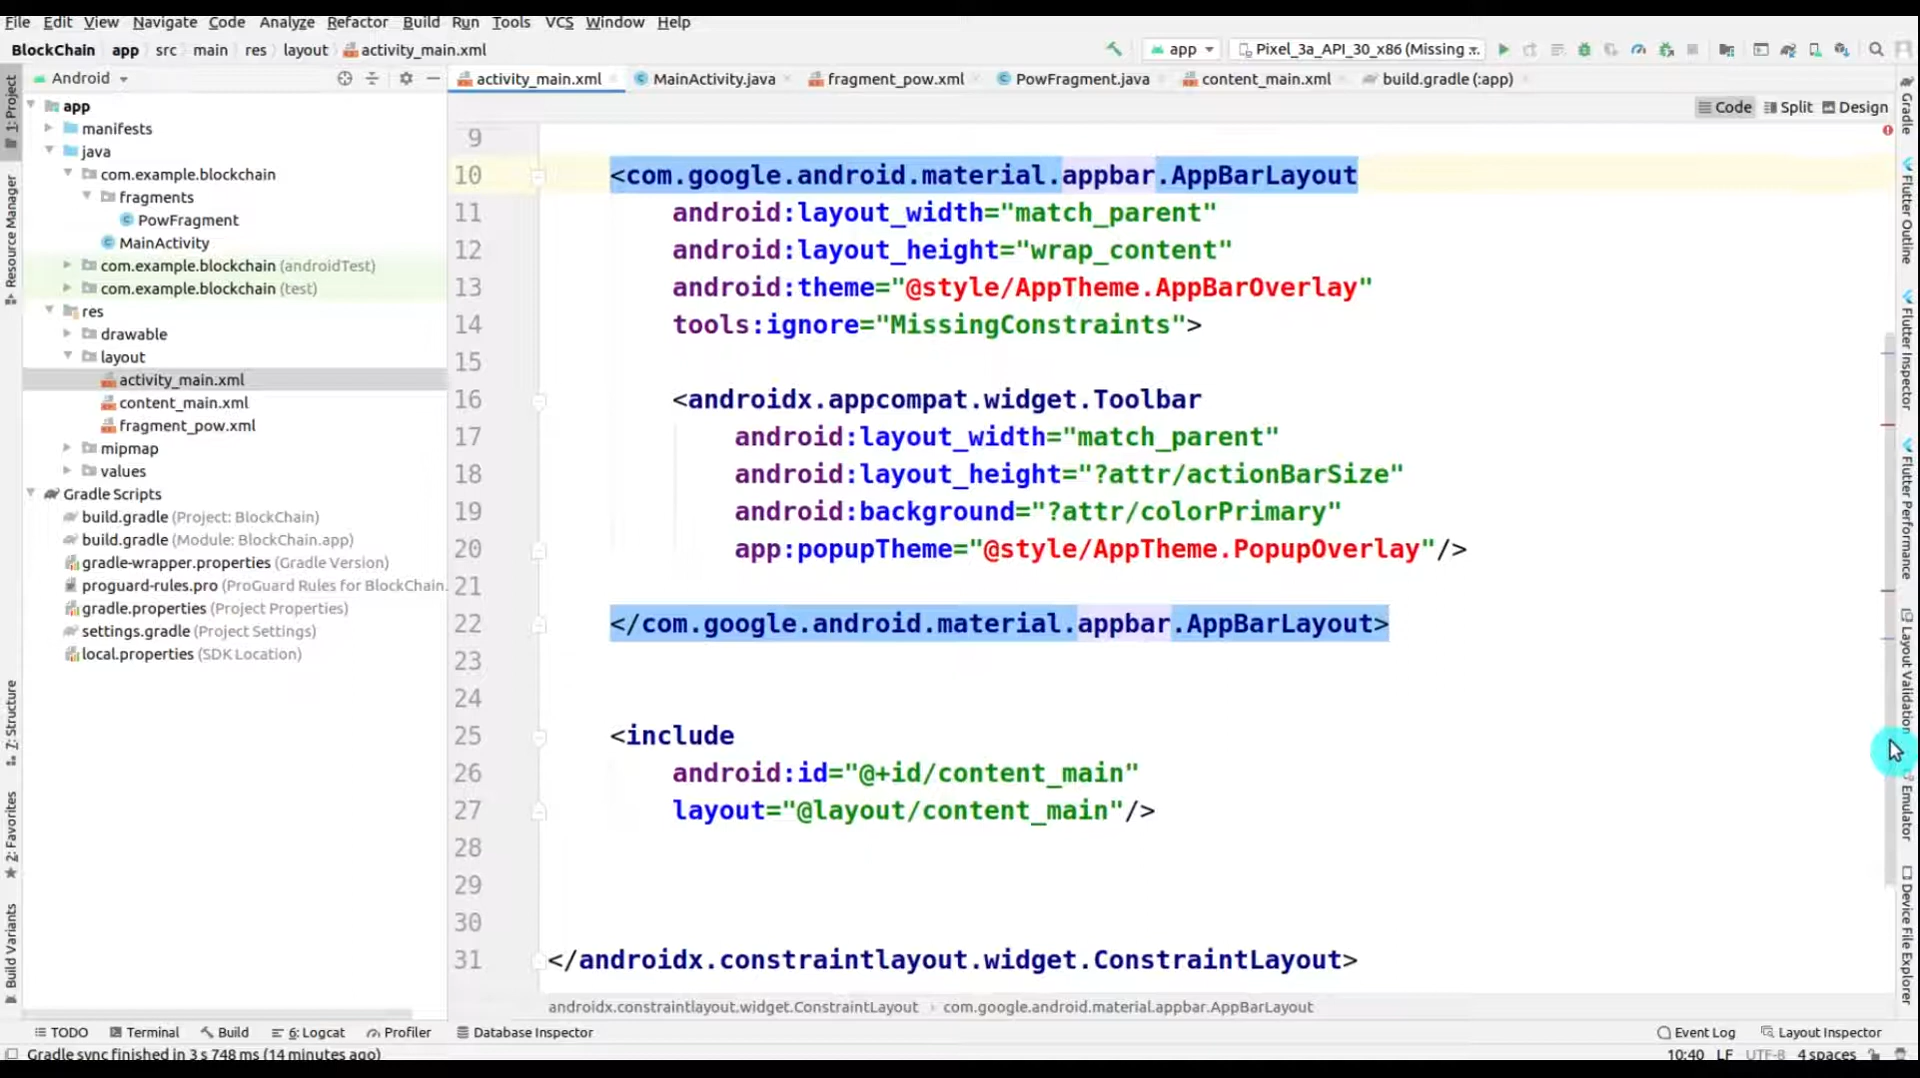 File Edit View Navigate Code Analyze Refactor Build Run Tools VCS Window Help
BlockChain app src main res layout activity_main.xml
app Pixel_3a_API_30_x86 (Missing
Android
activity_main.xml MainActivity.java fragment_pow.xml PowFragment.java content_main.xml build.gradle (:app)
Code Split Design
app
manifests
java
com.example.blockchain
fragments
PowFragment
MainActivity
com.example.blockchain (androidTest)
com.example.blockchain (test)
res
drawable
layout
activity_main.xml
content_main.xml
fragment_pow.xml
mipmap
values
Gradle Scripts
build.gradle (Project: BlockChain)
build.gradle (Module: BlockChain.app)
gradle-wrapper.properties (Gradle Version)
proguard-rules.pro (ProGuard Rules for BlockChain.
gradle.properties (Project Properties)
settings.gradle (Project Settings)
local.properties (SDK Location)
9
10 <com.google.android.material.appbar.AppBarLayout
11 android:layout_width="match_parent"
12 android:layout_height="wrap_content"
13 android:theme="@style/AppTheme.AppBarOverlay"
14 tools:ignore="MissingConstraints">
15
16 <androidx.appcompat.widget.Toolbar
17 android:layout_width="match_parent"
18 android:layout_height="?attr/actionBarSize"
19 android:background="?attr/colorPrimary"
20 app:popupTheme="@style/AppTheme.PopupOverlay"/>
21
22 </com.google.android.material.appbar.AppBarLayout>
23
24
25 <include
26 android:id="@+id/content_main"
27 layout="@layout/content_main"/>
28
29
30
31 </androidx.constraintlayout.widget.ConstraintLayout>
androidx.constraintlayout.widget.ConstraintLayout › com.google.android.material.appbar.AppBarLayout
1: Project
Resource Manager
7: Structure
2: Favorites
Build Variants
Gradle
Flutter Outline
Flutter Inspector
Flutter Performance
Layout Validation
Emulator
Device File Explorer
TODO Terminal Build 6: Logcat Profiler Database Inspector Event Log Layout Inspector
Gradle sync finished in 3 s 748 ms (14 minutes ago) 10:40 LF UTF-8 4 spaces